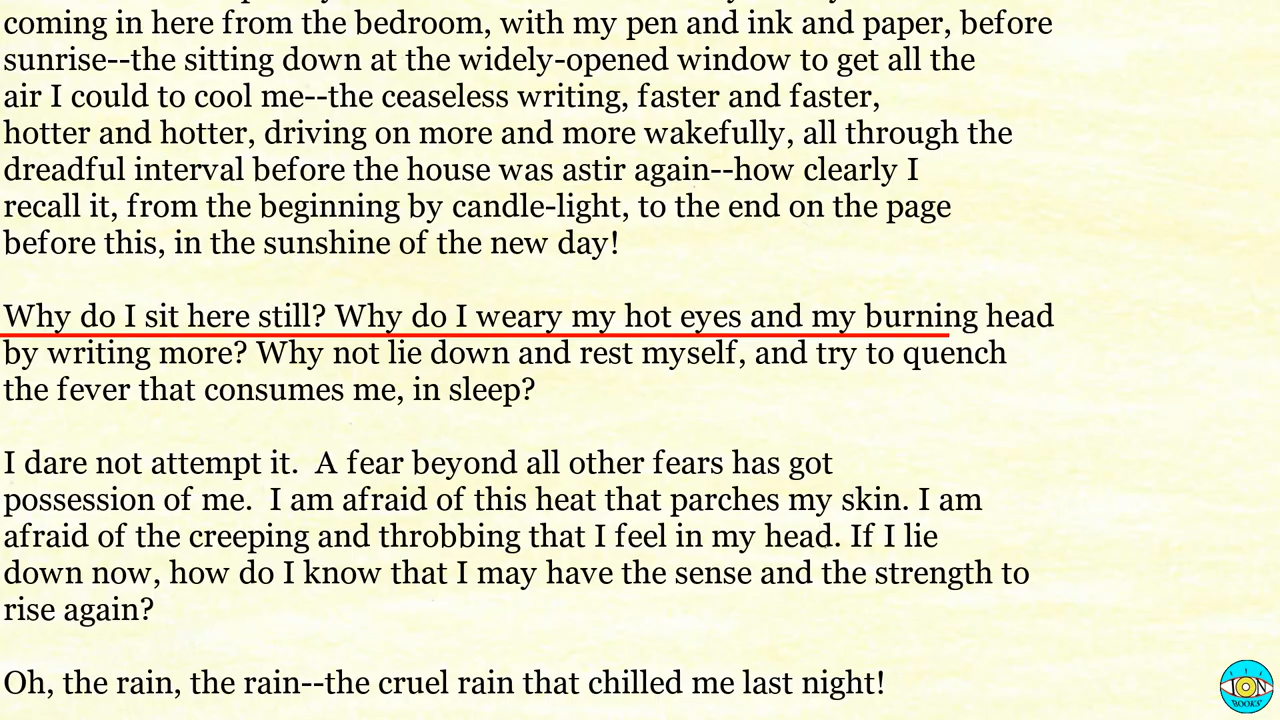 coming in here from the bedroom, with my pen and ink and paper, before
sunrise--the sitting down at the widely-opened window to get all the
air I could to cool me--the ceaseless writing, faster and faster,
hotter and hotter, driving on more and more wakefully, all through the
dreadful interval before the house was astir again--how clearly I
recall it, from the beginning by candle-light, to the end on the page
before this, in the sunshine of the new day!
Why do I sit here still? Why do I weary my hot eyes and my burning head
by writing more? Why not lie down and rest myself, and try to quench
the fever that consumes me, in sleep?
I dare not attempt it.  A fear beyond all other fears has got
possession of me.  I am afraid of this heat that parches my skin. I am
afraid of the creeping and throbbing that I feel in my head. If I lie
down now, how do I know that I may have the sense and the strength to
rise again?
Oh, the rain, the rain--the cruel rain that chilled me last night!
ION
BOOKS